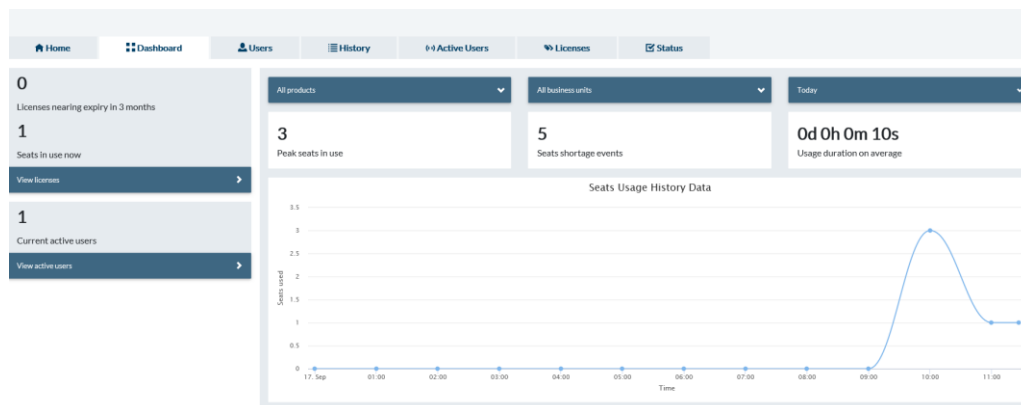 Home Dashboard Users History Active Users Licenses Status
0
Licenses nearing expiry in 3 months
1
Seats in use now
View licenses
1
Current active users
View active users
All products All business units Today
3 5 0d 0h 0m 10s
Peak seats in use Seats shortage events Usage duration on average
Seats Usage History Data
3.5
3
2.5
2
1.5
1
0.5
0
Seats used
17. Sep 01:00 02:00 03:00 04:00 05:00 06:00 07:00 08:00 09:00 10:00 11:00
Time